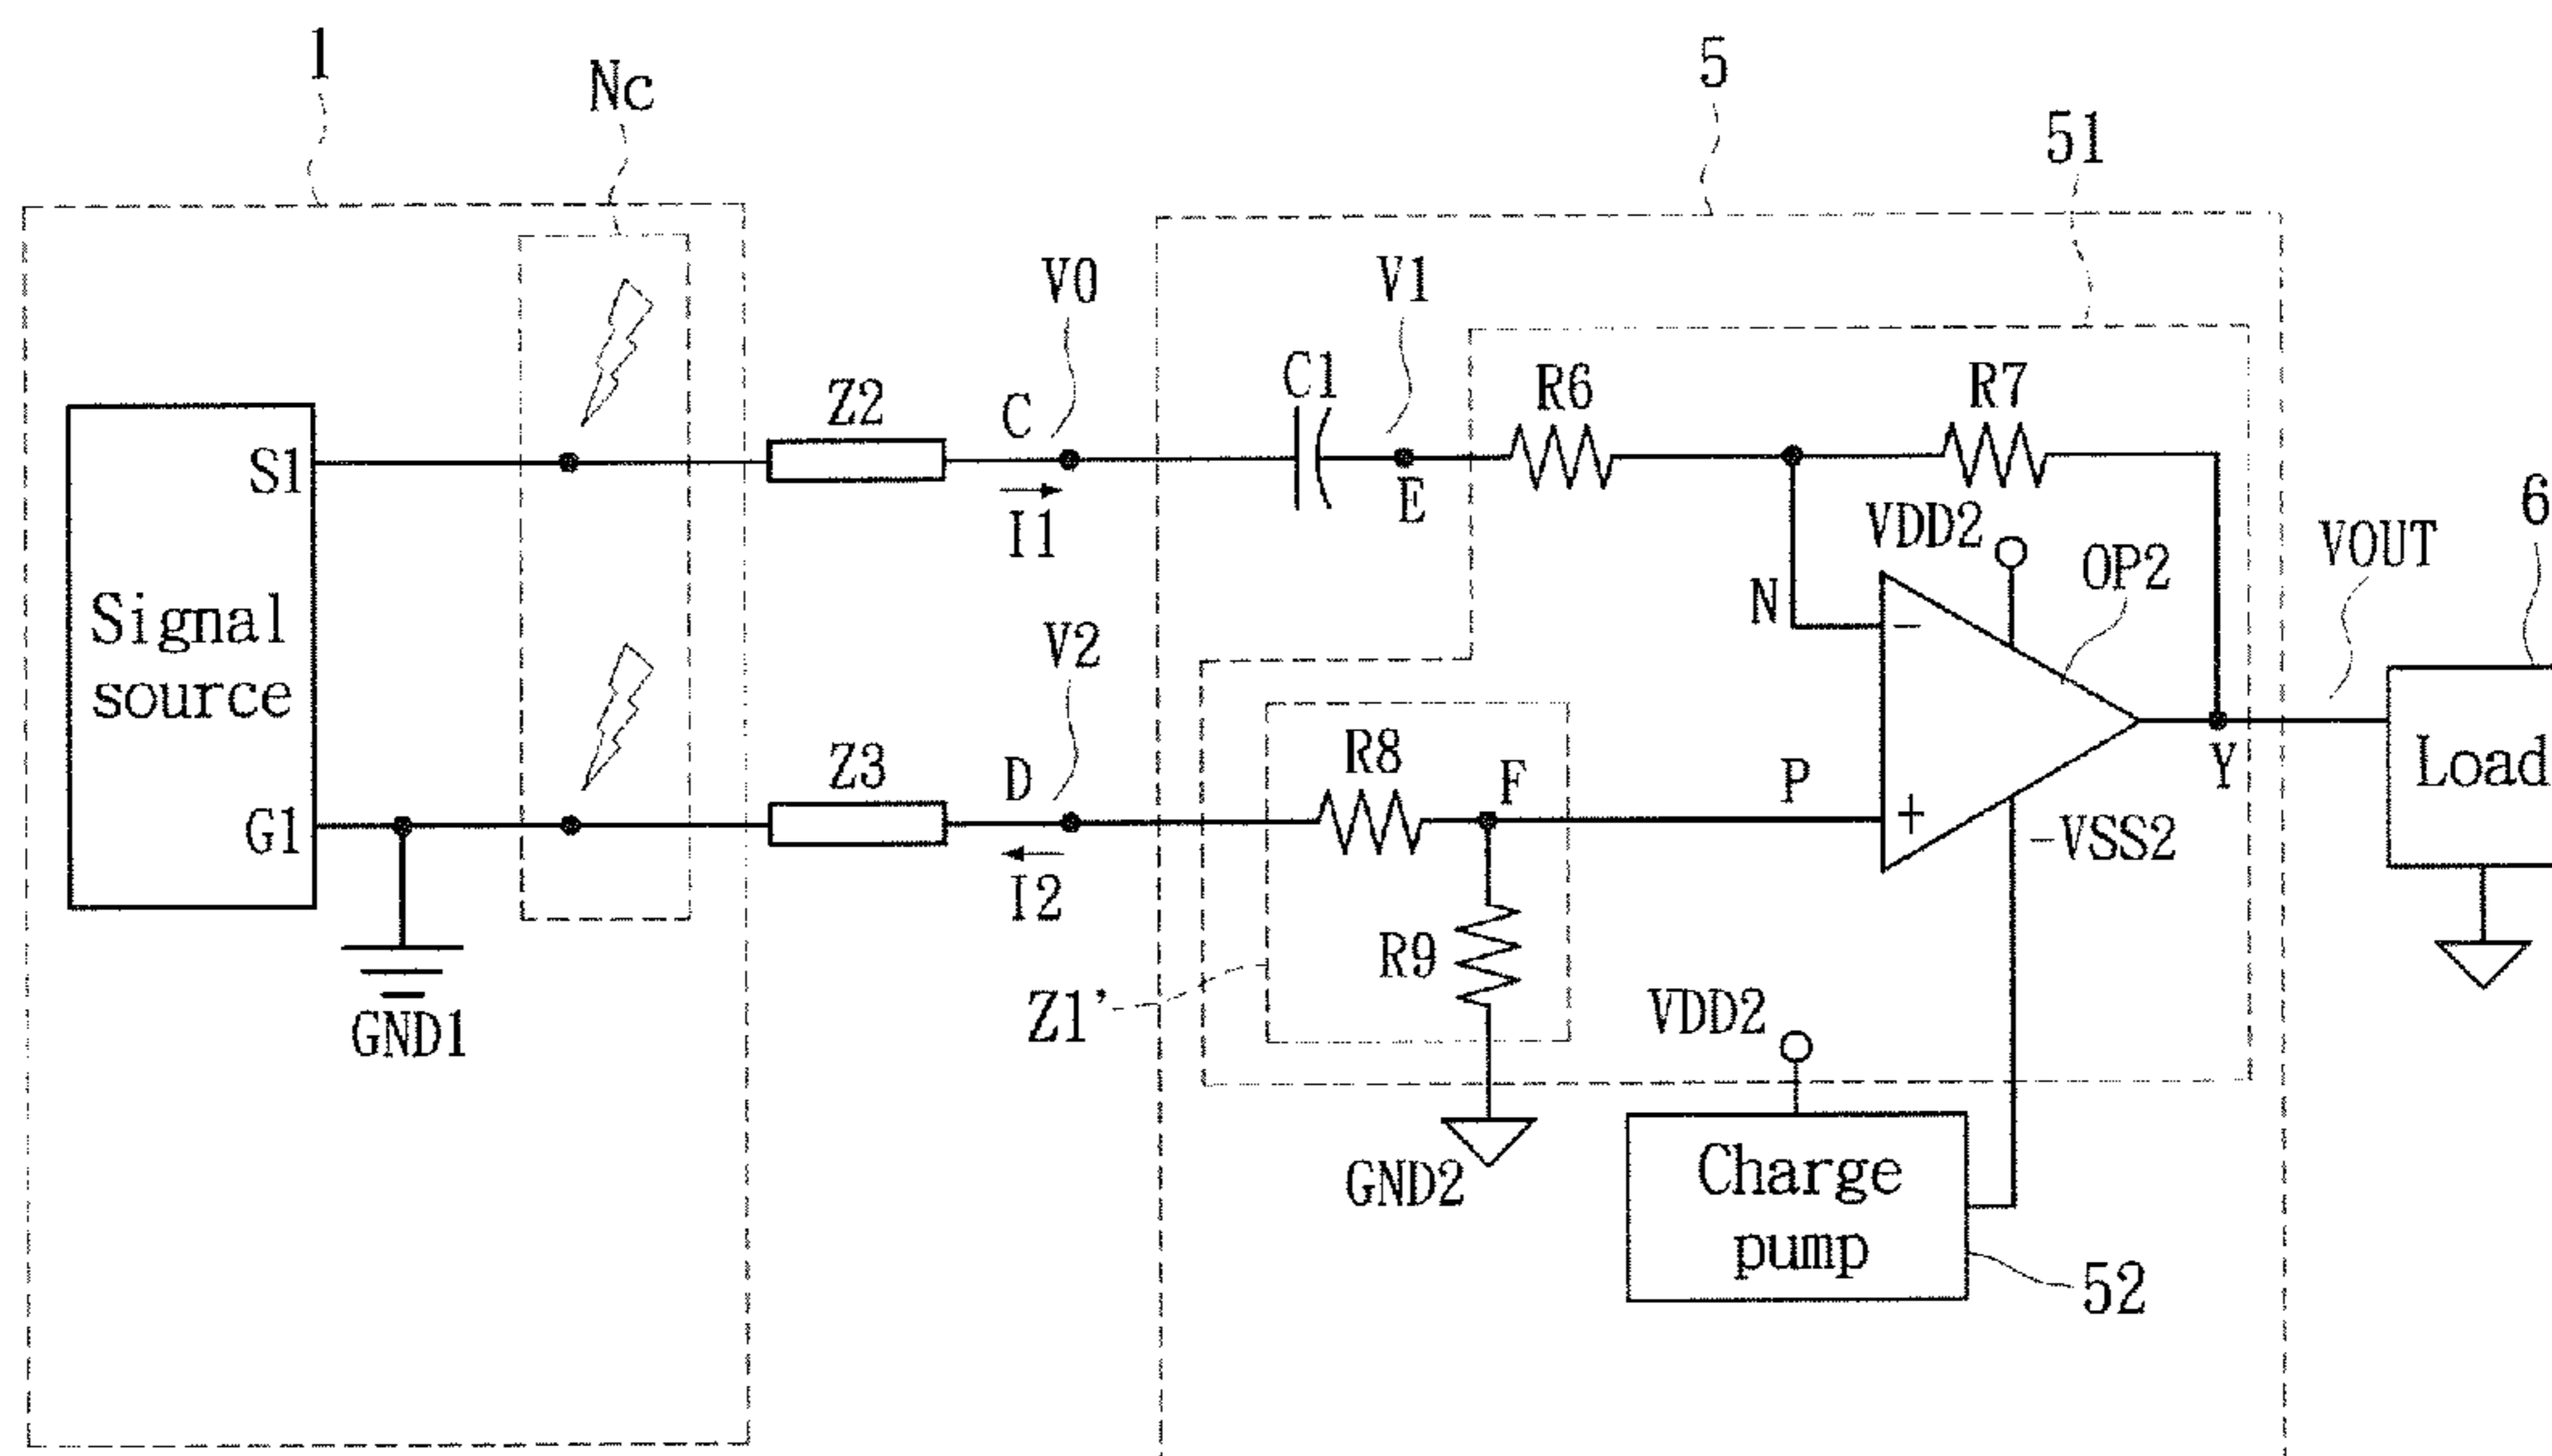 1
Nc
5
51
V0
V1
C1
R6
R7
Z2
C
S1
E
I1
VDD2
OP2
VOUT
6
N
−
Signal
source
V2
R8
F
P
Z3
D
Y
Load
G1
+
-VSS2
I2
R9
Z1'
VDD2
GND1
GND2
Charge
pump
52